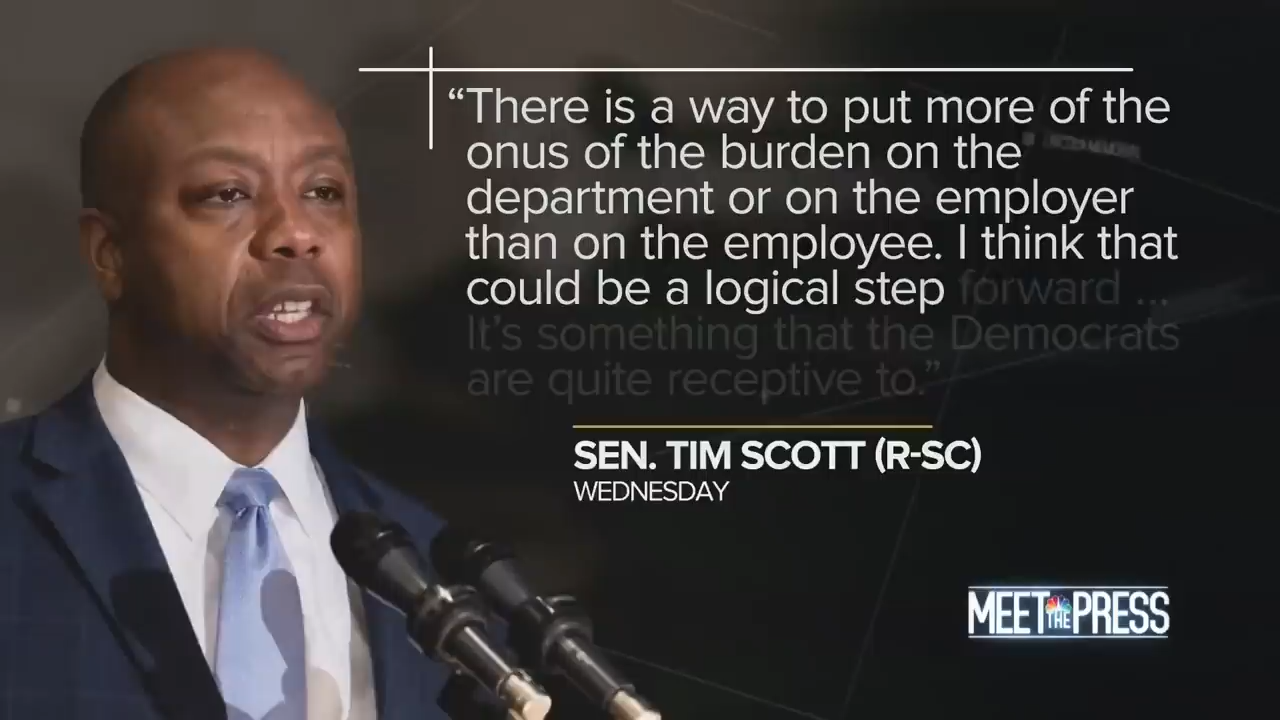 “There is a way to put more of the
onus of the burden on the
department or on the employer
than on the employee. I think that
could be a logical step forward ...
It’s something that the Democrats
are quite receptive to.”
SEN. TIM SCOTT (R-SC)
WEDNESDAY
MEET THE PRESS